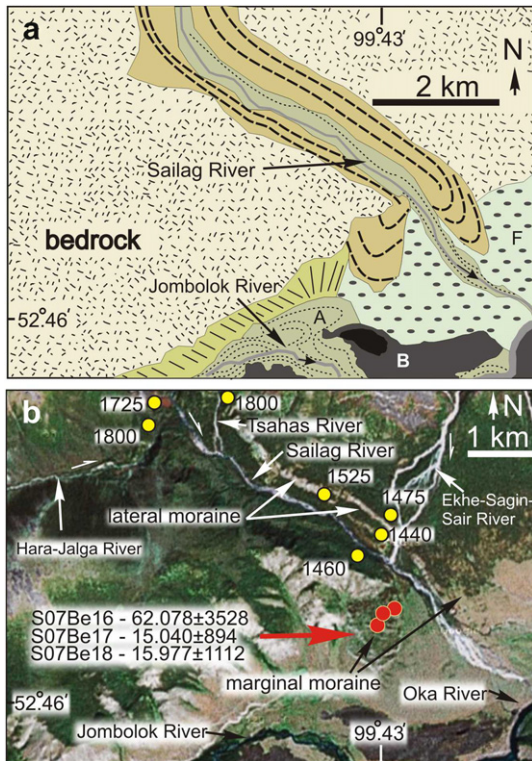 a
99°43′
N
2 km
Sailag River
bedrock
F
Jombolok River
52°46′
A
B
b
1725
1800
N
1800
Tsahas River
1 km
Sailag River
1525
1475
lateral moraine
Ekhe-Sagin-
Sair River
1440
Hara-Jalga River
1460
S07Be16 - 62.078±3528
S07Be17 - 15.040±894
S07Be18 - 15.977±1112
marginal moraine
Oka River
52°46′
99°43′
Jombolok River